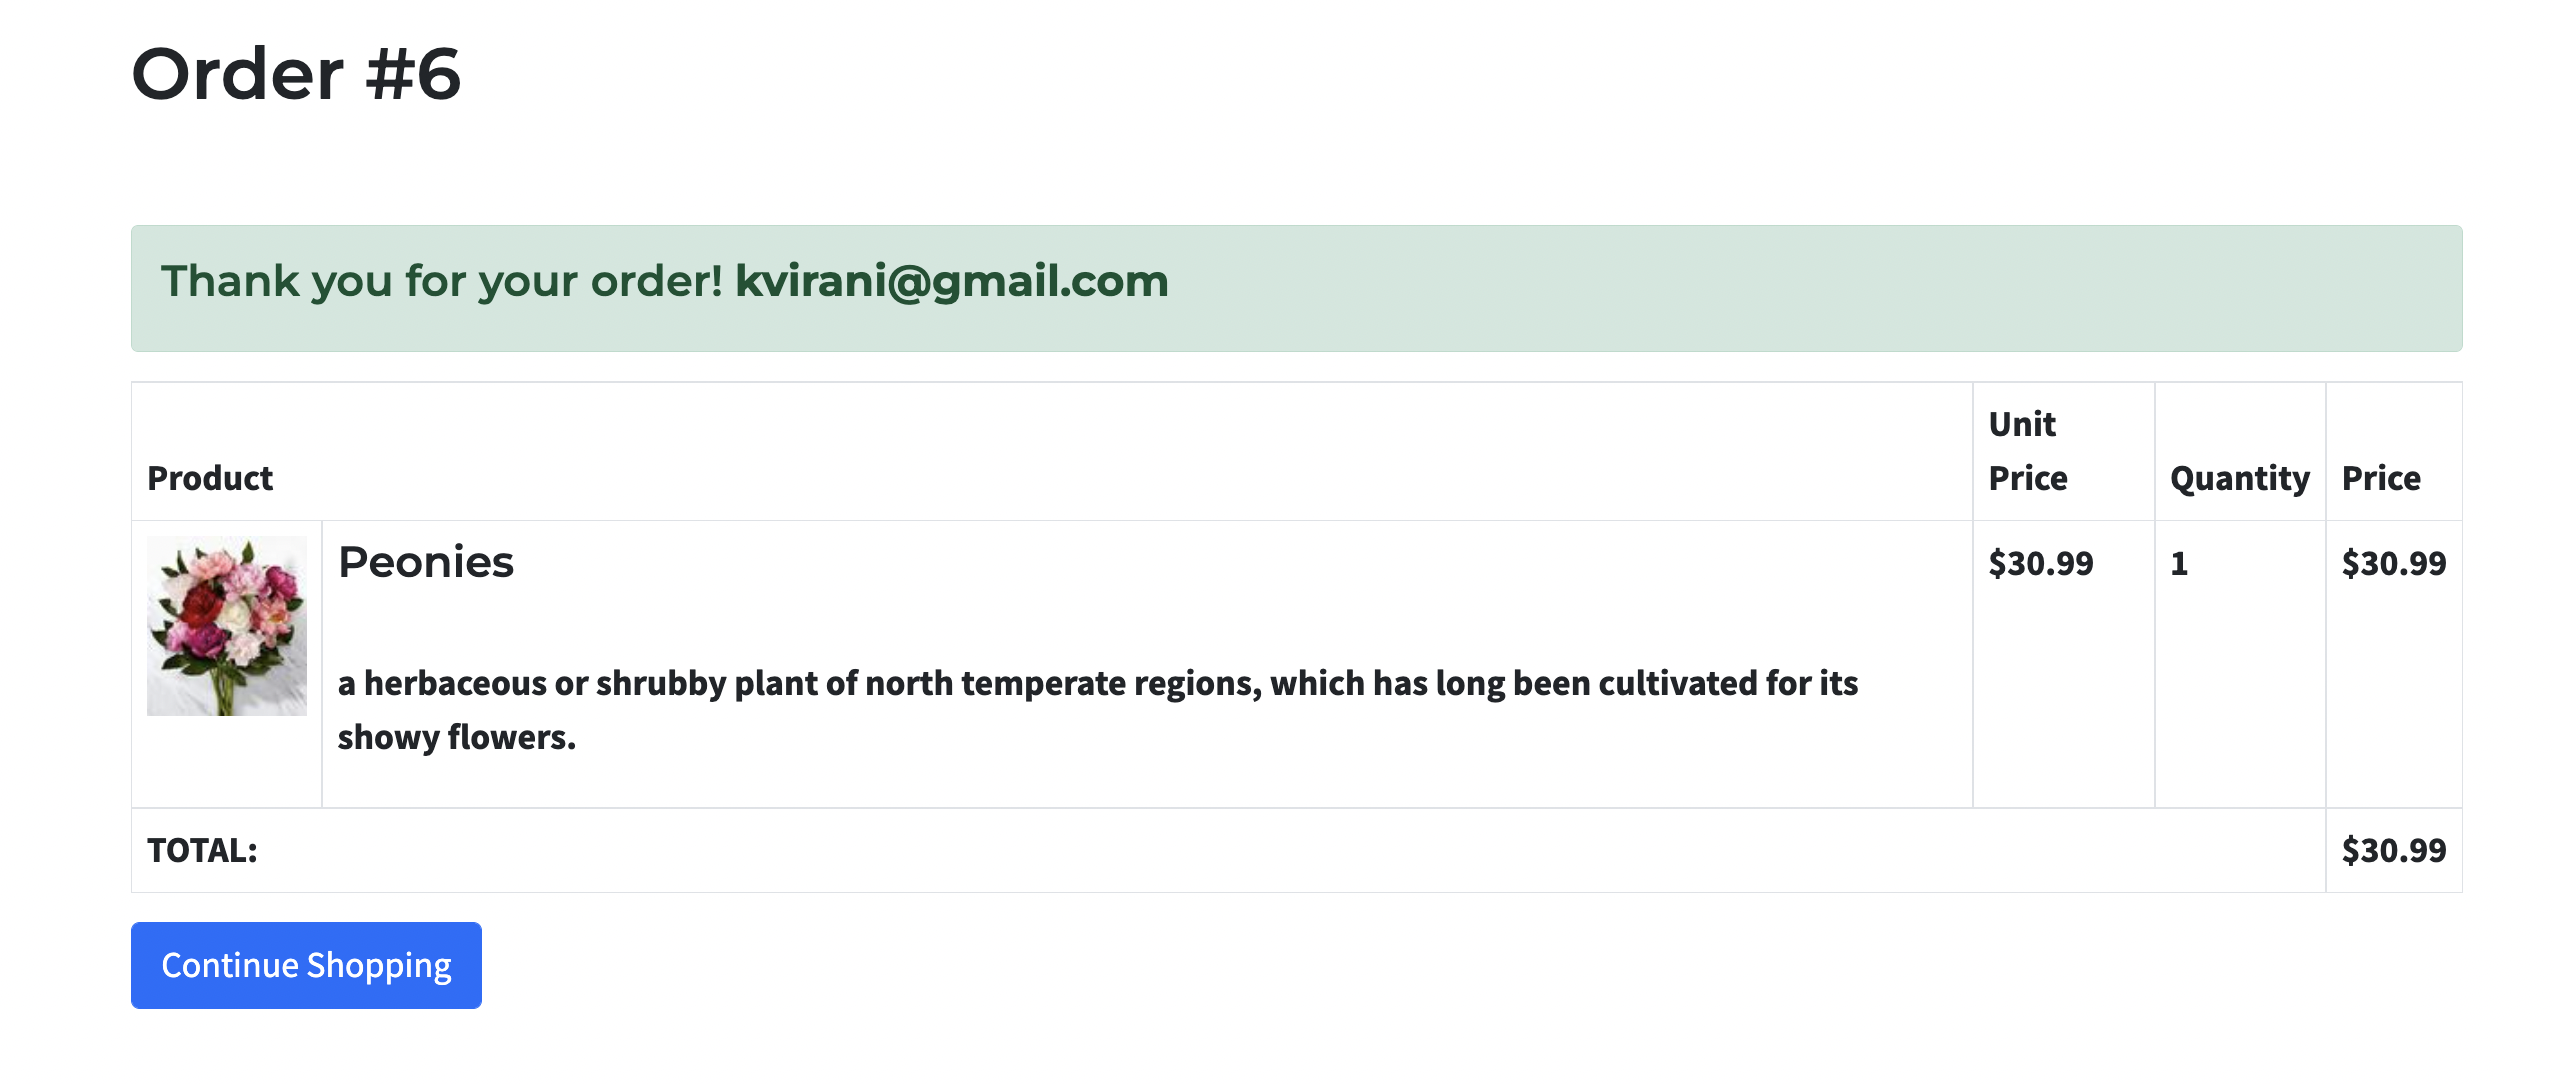 Order #6
Thank you for your order! kvirani@gmail.com
Product
Unit
Price
Quantity
Price
Peonies
$30.99
1
$30.99
a herbaceous or shrubby plant of north temperate regions, which has long been cultivated for its
showy flowers.
TOTAL:
$30.99
Continue Shopping